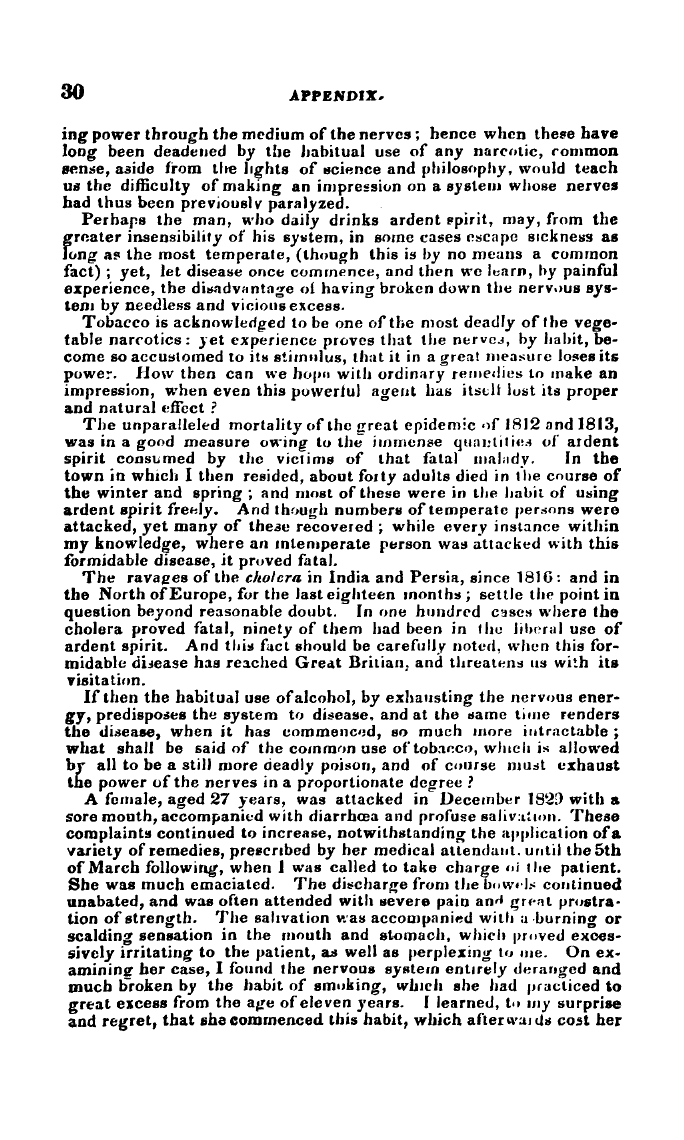 30 APPENDIX.
ing power through the medium of the nerves; hence when these have
long been deadened by the habitual use of any narcotic, common
sense, aside from the lights of science and philosophy, would teach
us the difficulty of making an impression on a system whose nerves
had thus been previously paralyzed.
Perhaps the man, who daily drinks ardent spirit, may, from the
greater insensibility of his system, in some cases escape sickness as
long as the most temperate, (though this is by no means a common
fact); yet, let disease once commence, and then we learn, by painful
experience, the disadvantage of having broken down the nervous sys-
tem by needless and vicious excess.
Tobacco is acknowledged to be one of the most deadly of the vege-
table narcotics: yet experience proves that the nerves, by habit, be-
come so accustomed to its stimulus, that it in a great measure loses its
power. How then can we hope with ordinary remedies to make an
impression, when even this powerful agent has itself lost its proper
and natural effect?
The unparalleled mortality of the great epidemic of 1812 and 1813,
was in a good measure owing to the immense quantities of ardent
spirit consumed by the victims of that fatal malady. In the
town in which I then resided, about forty adults died in the course of
the winter and spring; and most of these were in the habit of using
ardent spirit freely. And though numbers of temperate persons were
attacked, yet many of these recovered; while every instance within
my knowledge, where an intemperate person was attacked with this
formidable disease, it proved fatal.
The ravages of the cholera in India and Persia, since 1816: and in
the North of Europe, for the last eighteen months; settle the point in
question beyond reasonable doubt. In one hundred cases where the
cholera proved fatal, ninety of them had been in the liberal use of
ardent spirit. And this fact should be carefully noted, when this for-
midable disease has reached Great Britian, and threatens us with its
visitation.
If then the habitual use of alcohol, by exhausting the nervous ener-
gy, predisposes the system to disease, and at the same time renders
the disease, when it has commenced, so much more intractable;
what shall be said of the common use of tobacco, which is allowed
by all to be a still more deadly poison, and of course must exhaust
the power of the nerves in a proportionate degree?
A female, aged 27 years, was attacked in December 1829 with a
sore mouth, accompanied with diarrhœa and profuse salivation. These
complaints continued to increase, notwithstanding the application of a
variety of remedies, prescribed by her medical attendant, until the 5th
of March following, when I was called to take charge of the patient.
She was much emaciated. The discharge from the bowels continued
unabated, and was often attended with severe pain and great prostra-
tion of strength. The salivation was accompanied with a burning or
scalding sensation in the mouth and stomach, which proved exces-
sively irritating to the patient, as well as perplexing to me. On ex-
amining her case, I found the nervous system entirely deranged and
much broken by the habit of smoking, which she had practiced to
great excess from the age of eleven years. I learned, to my surprise
and regret, that she commenced this habit, which afterwards cost her